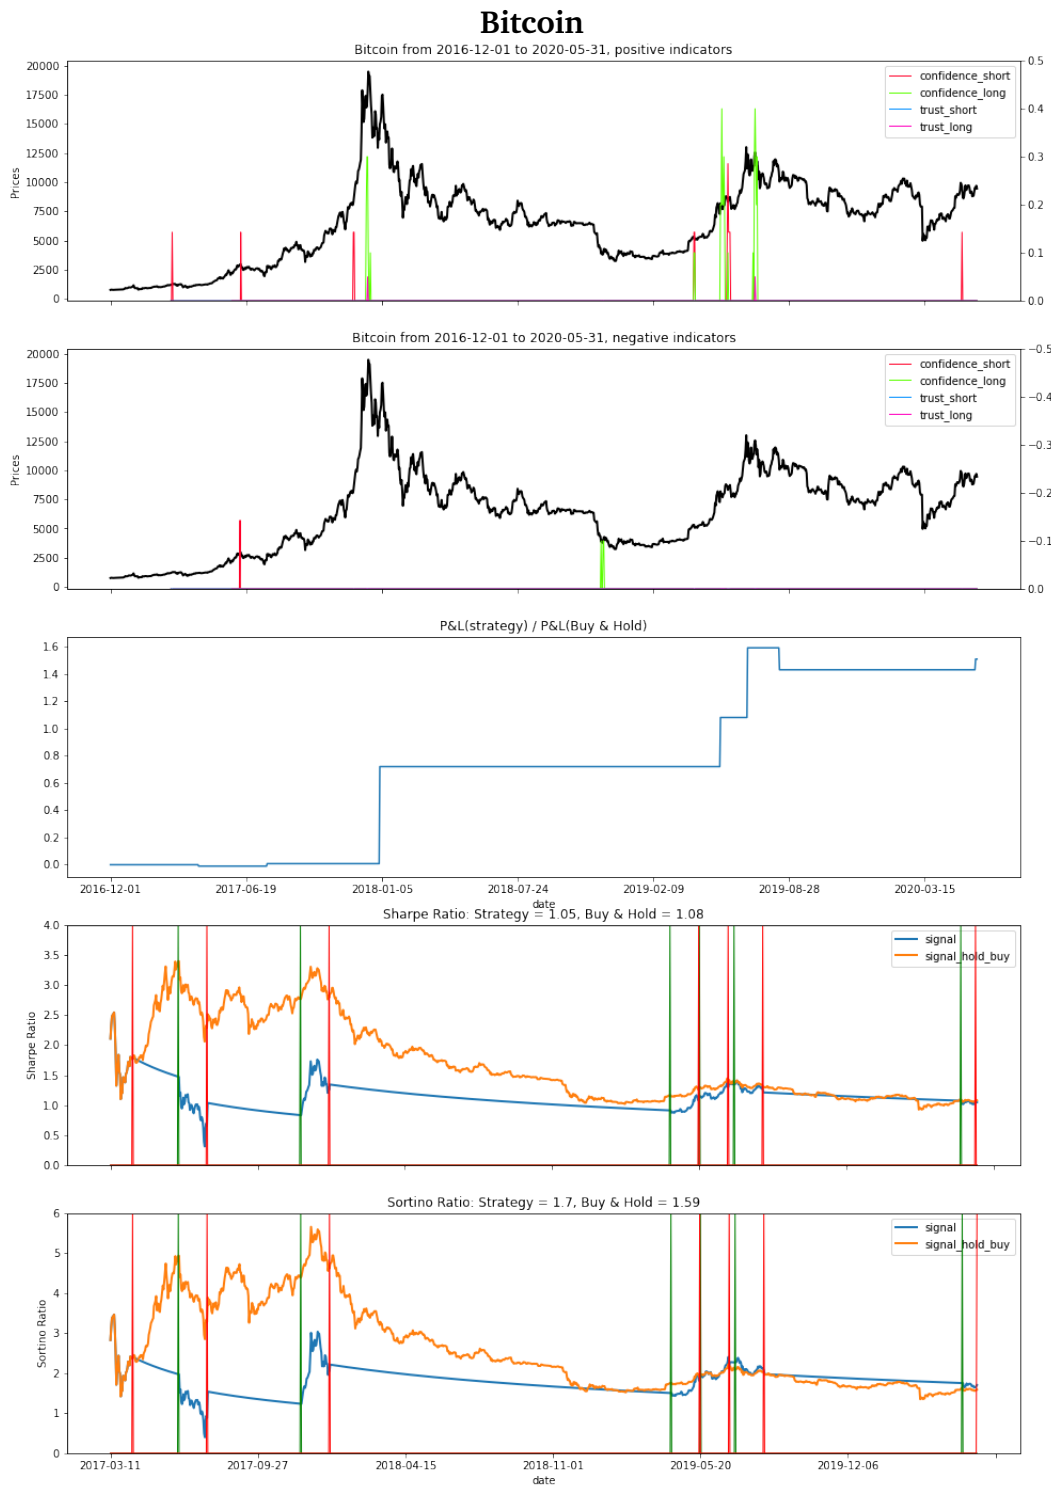 Bitcoin
Bitcoin from 2016-12-01 to 2020-05-31, positive indicators
20000
17500
15000
12500
10000
7500
5000
2500
0
Prices
0.5
0.4
0.3
0.2
0.1
0.0
confidence_short
confidence_long
trust_short
trust_long
Bitcoin from 2016-12-01 to 2020-05-31, negative indicators
20000
17500
15000
12500
10000
7500
5000
2500
0
Prices
−0.5
−0.4
−0.3
−0.2
−0.1
0.0
confidence_short
confidence_long
trust_short
trust_long
P&L(strategy) / P&L(Buy & Hold)
1.6
1.4
1.2
1.0
0.8
0.6
0.4
0.2
0.0
2016-12-01 2017-06-19 2018-01-05 2018-07-24 2019-02-09 2019-08-28 2020-03-15
date
Sharpe Ratio: Strategy = 1.05, Buy & Hold = 1.08
4.0
3.5
3.0
2.5
2.0
1.5
1.0
0.5
0.0
Sharpe Ratio
signal
signal_hold_buy
Sortino Ratio: Strategy = 1.7, Buy & Hold = 1.59
6
5
4
3
2
1
0
Sortino Ratio
signal
signal_hold_buy
2017-03-11 2017-09-27 2018-04-15 2018-11-01 2019-05-20 2019-12-06
date